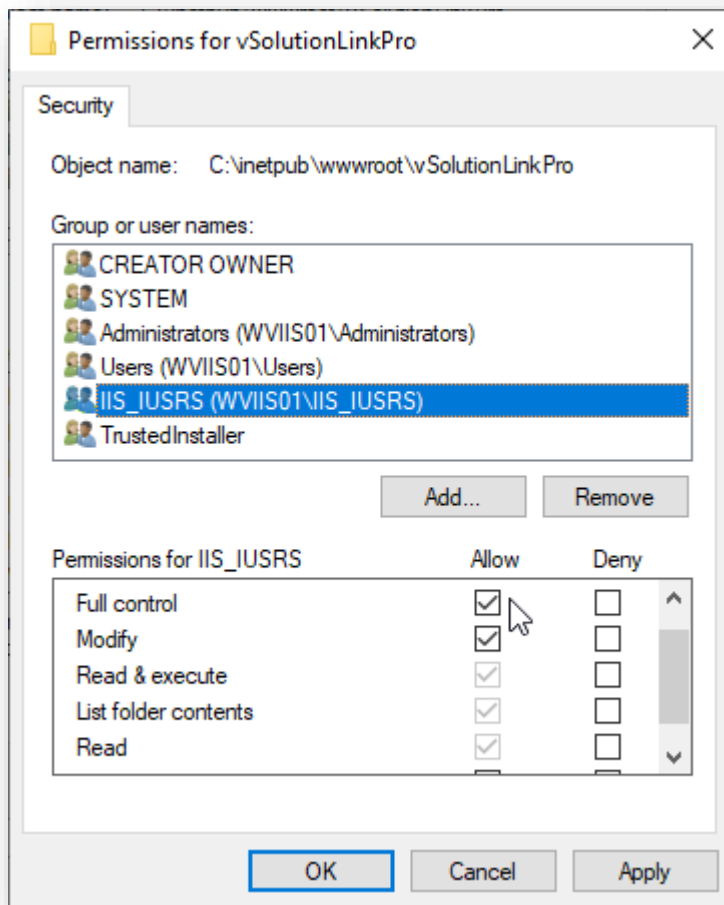 Permissions for vSolutionLinkPro
Security
Object name: C:\inetpub\wwwroot\vSolutionLinkPro
Group or user names:
CREATOR OWNER
SYSTEM
Administrators (WVIIS01\Administrators)
Users (WVIIS01\Users)
IIS_IUSRS (WVIIS01\IIS_IUSRS)
TrustedInstaller
Add... Remove
Permissions for IIS_IUSRS Allow Deny
Full control
Modify
Read & execute
List folder contents
Read
OK Cancel Apply